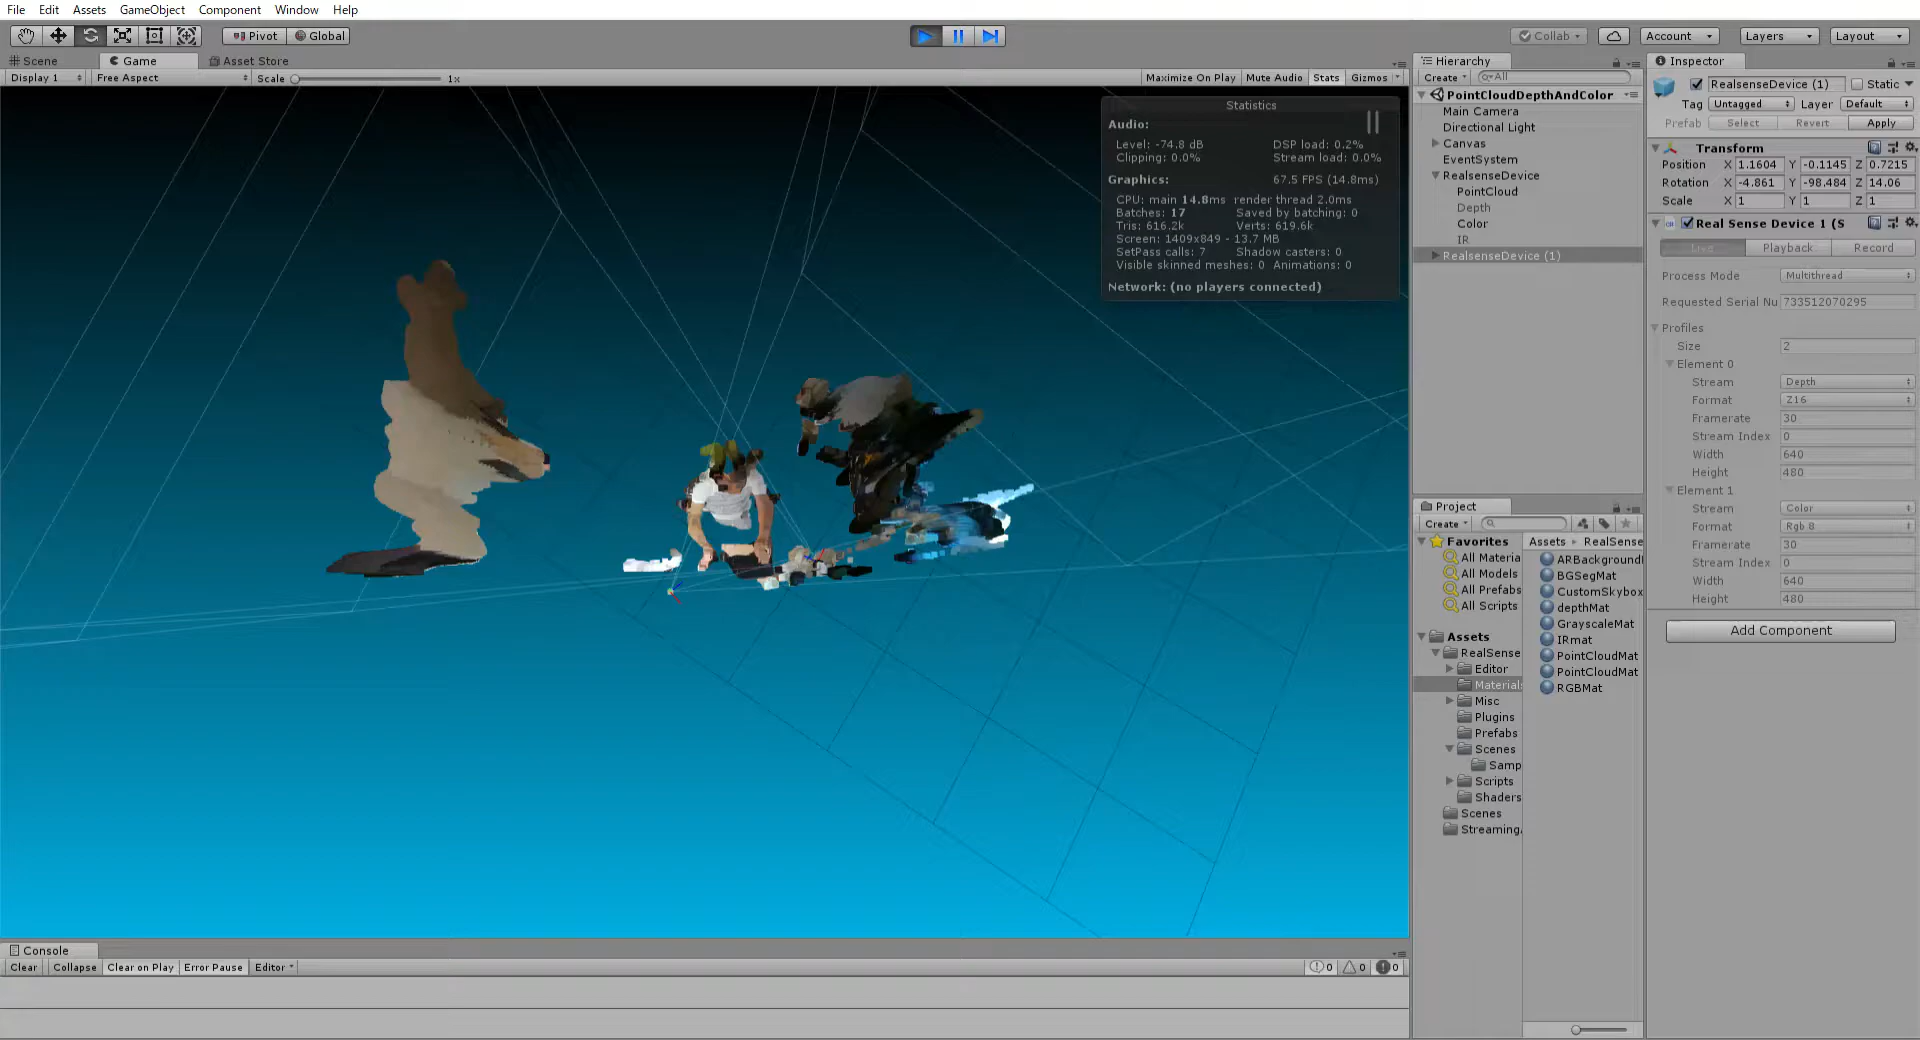 File Edit Assets GameObject Component Window Help
Pivot Global Collab Account Layers Layout
Scene Game Asset Store
Display 1 Free Aspect Scale 1x Maximize On Play Mute Audio Stats Gizmos
Statistics
Audio:
Level: -74.8 dB DSP load: 0.2%
Clipping: 0.0% Stream load: 0.0%
Graphics: 67.5 FPS (14.8ms)
CPU: main 14.8ms render thread 2.0ms
Batches: 17 Saved by batching: 0
Tris: 616.2k Verts: 619.6k
Screen: 1409x849 - 13.7 MB
SetPass calls: 7 Shadow casters: 0
Visible skinned meshes: 0 Animations: 0
Network: (no players connected)
Hierarchy
Create All
PointCloudDepthAndColor
Main Camera
Directional Light
Canvas
EventSystem
RealsenseDevice
PointCloud
Depth
Color
IR
RealsenseDevice (1)
Project
Create
Favorites
All Materia
All Models
All Prefabs
All Scripts
Assets
RealSense
Editor
Materials
Misc
Plugins
Prefabs
Scenes
Samp
Scripts
Shaders
Scenes
StreamingA
Assets RealSense
ARBackground
BGSegMat
CustomSkybox
depthMat
GrayscaleMat
IRmat
PointCloudMat
PointCloudMat
RGBMat
Inspector
RealsenseDevice (1) Static
Tag Untagged Layer Default
Prefab Select Revert Apply
Transform
Position X 1.1604 Y -0.1145 Z 0.7215
Rotation X -4.861 Y -98.484 Z 14.06
Scale X 1 Y 1 Z 1
Real Sense Device 1 (S
Live Playback Record
Process Mode Multithread
Requested Serial Nu 733512070295
Profiles
Size 2
Element 0
Stream Depth
Format Z16
Framerate 30
Stream Index 0
Width 640
Height 480
Element 1
Stream Color
Format Rgb 8
Framerate 30
Stream Index 0
Width 640
Height 480
Add Component
Console
Clear Collapse Clear on Play Error Pause Editor 0 0 0